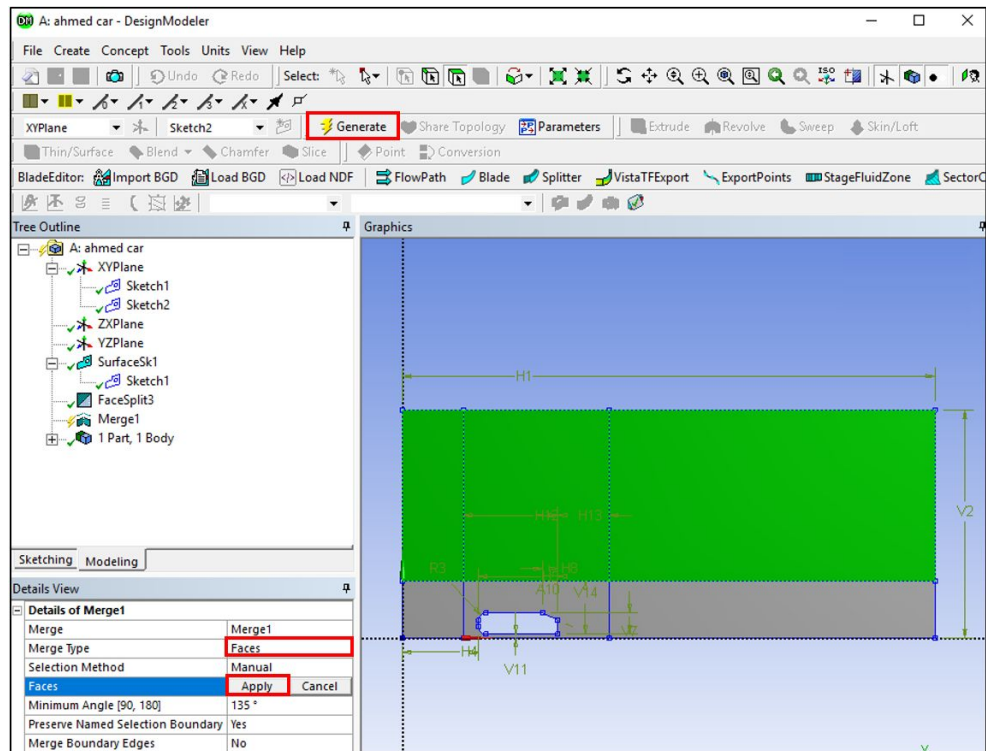 A: ahmed car - DesignModeler
File Create Concept Tools Units View Help
Undo Redo Select:
XYPlane Sketch2 Generate Share Topology Parameters Extrude Revolve Sweep Skin/Loft
Thin/Surface Blend Chamfer Slice Point Conversion
BladeEditor: Import BGD Load BGD Load NDF FlowPath Blade Splitter VistaTFExport ExportPoints StageFluidZone SectorC
Tree Outline
A: ahmed car
XYPlane
Sketch1
Sketch2
ZXPlane
YZPlane
SurfaceSk1
Sketch1
FaceSplit3
Merge1
1 Part, 1 Body
Sketching Modeling
Details View
Details of Merge1
Merge Merge1
Merge Type Faces
Selection Method Manual
Faces Apply Cancel
Minimum Angle [90, 180] 135 °
Preserve Named Selection Boundary Yes
Merge Boundary Edges No
Graphics
H1
V2
H13
R3 H8
A10 V14
H4
V11